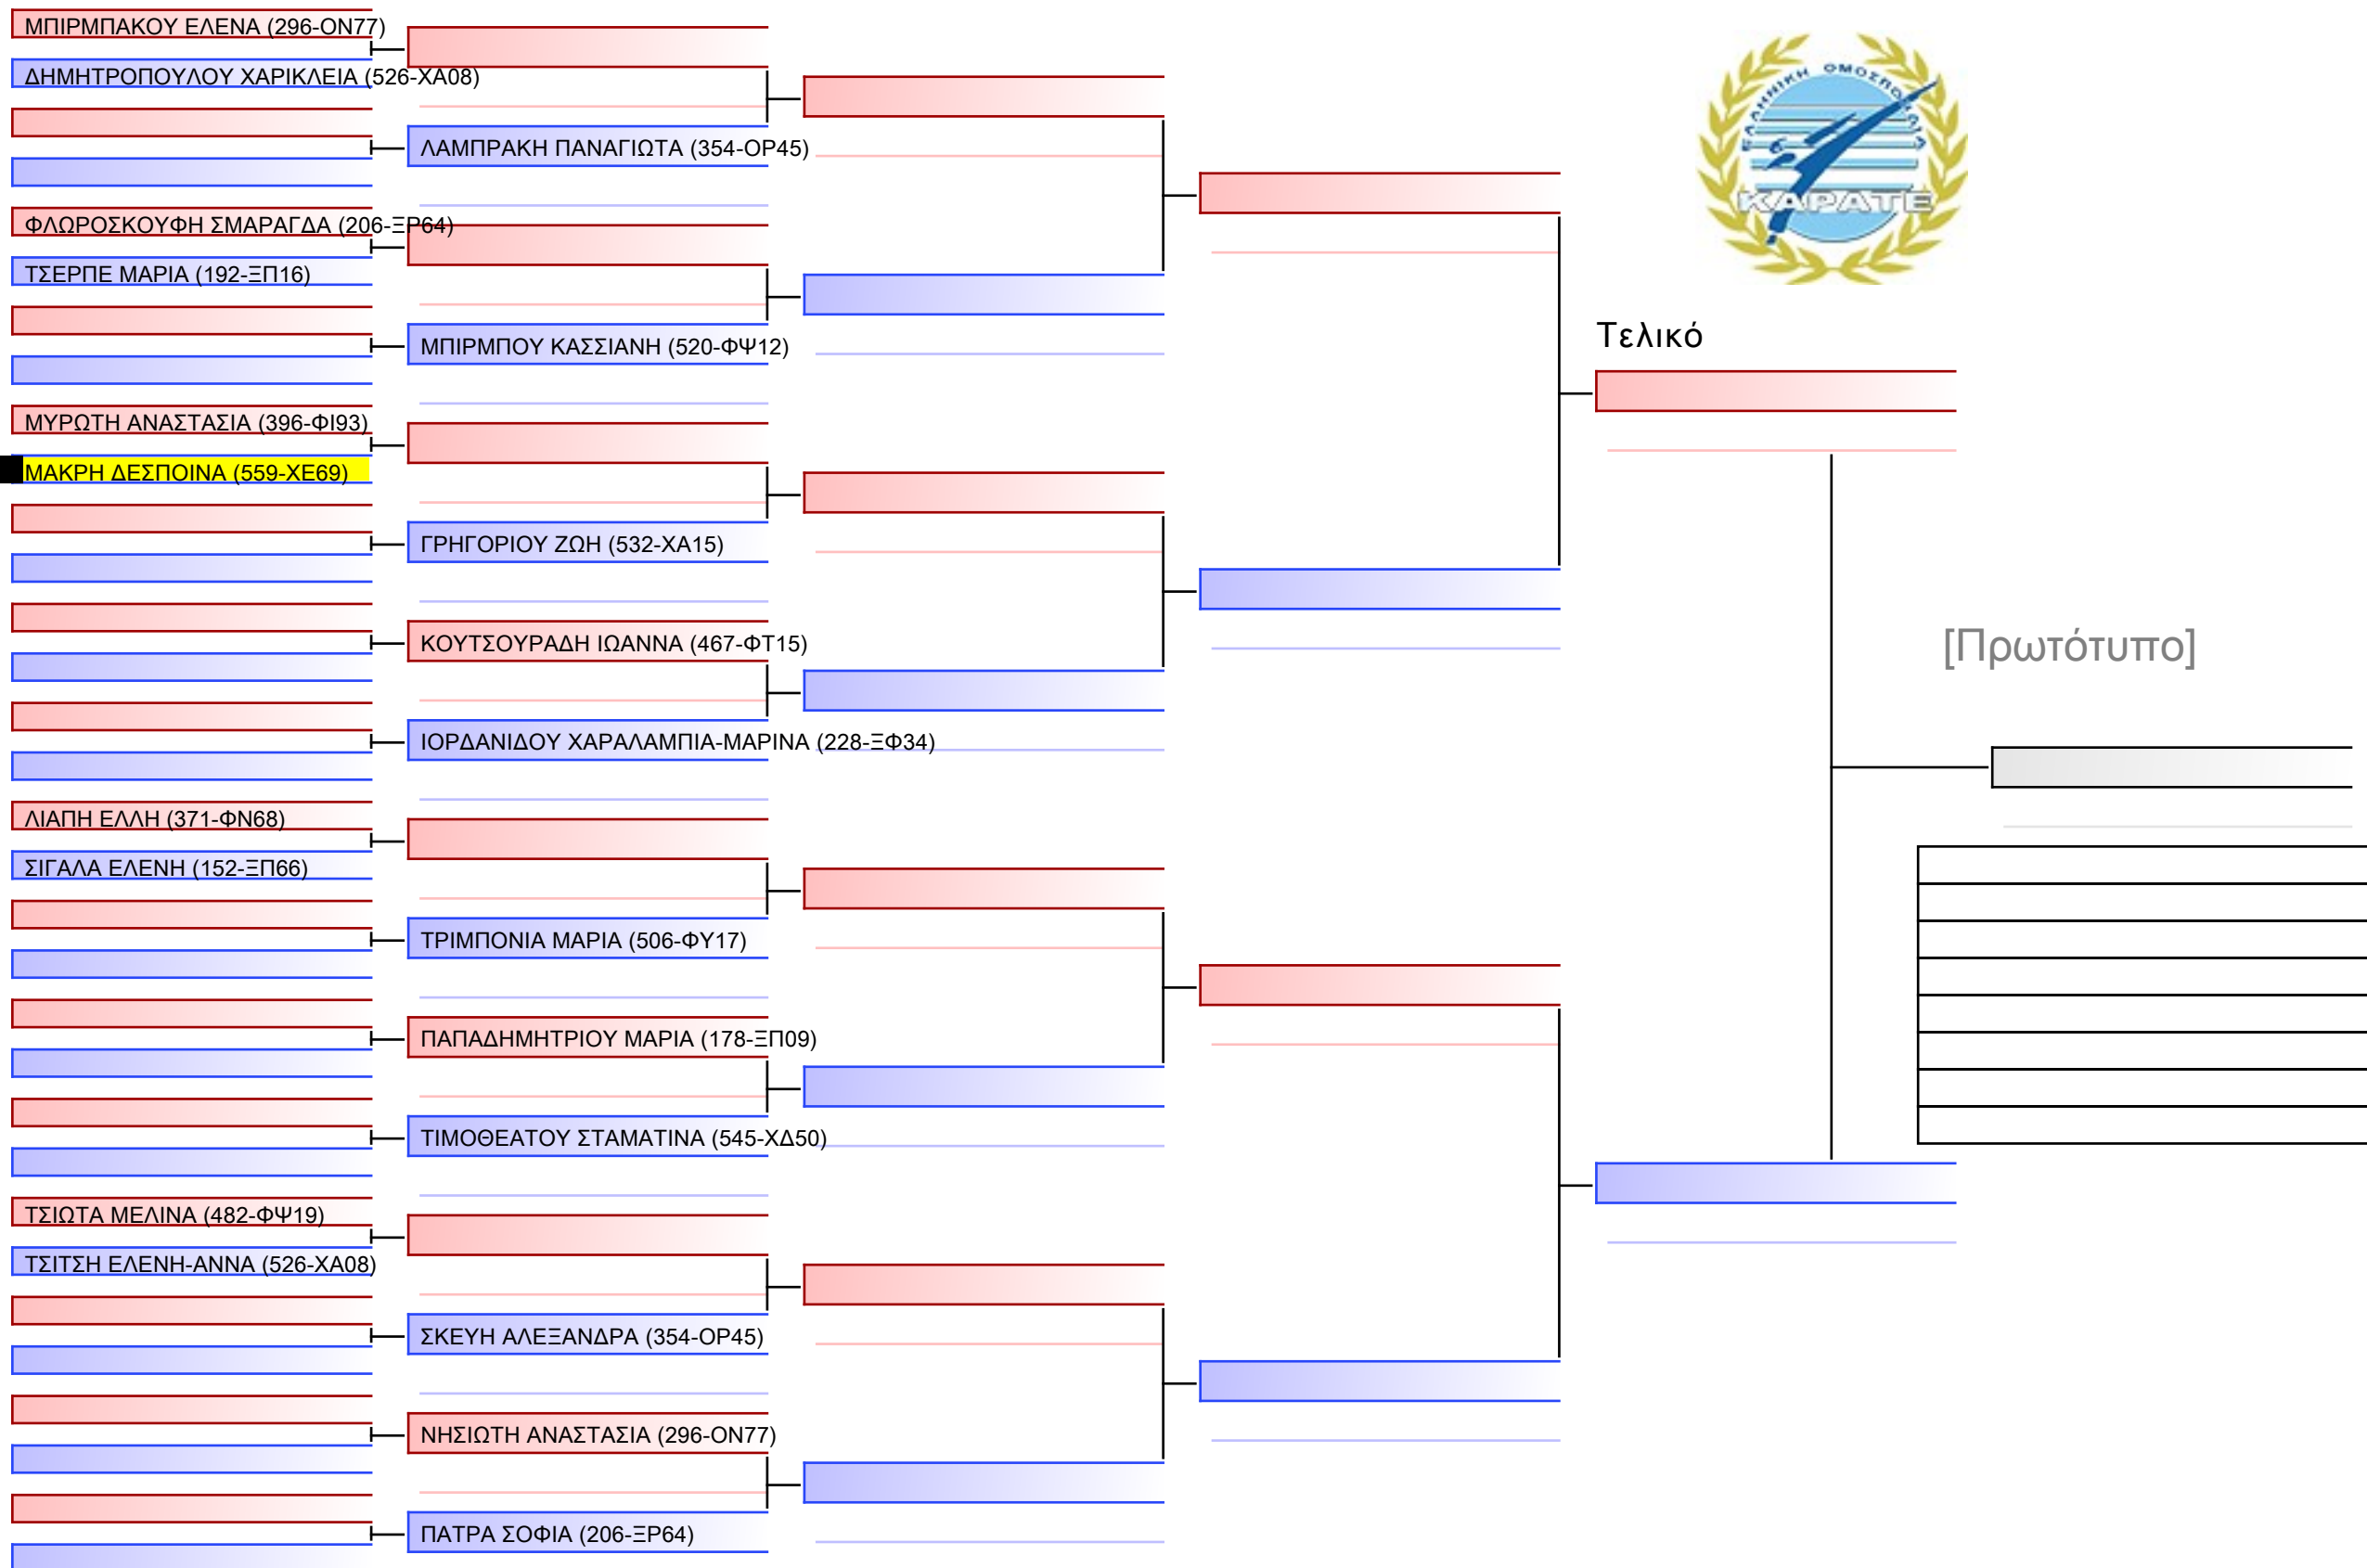 ΜΠΙΡΜΠΑΚΟΥ ΕΛΕΝΑ (296-ΟΝ77)
ΔΗΜΗΤΡΟΠΟΥΛΟΥ ΧΑΡΙΚΛΕΙΑ (526-ΧΑ08)
ΛΑΜΠΡΑΚΗ ΠΑΝΑΓΙΩΤΑ (354-ΟΡ45)
ΦΛΩΡΟΣΚΟΥΦΗ ΣΜΑΡΑΓΔΑ (206-ΞΡ64)
ΤΣΕΡΠΕ ΜΑΡΙΑ (192-ΞΠ16)
ΜΠΙΡΜΠΟΥ ΚΑΣΣΙΑΝΗ (520-ΦΨ12)
ΜΥΡΩΤΗ ΑΝΑΣΤΑΣΙΑ (396-ΦΙ93)
ΜΑΚΡΗ ΔΕΣΠΟΙΝΑ (559-ΧΕ69)
ΓΡΗΓΟΡΙΟΥ ΖΩΗ (532-ΧΑ15)
ΚΟΥΤΣΟΥΡΑΔΗ ΙΩΑΝΝΑ (467-ΦΤ15)
ΙΟΡΔΑΝΙΔΟΥ ΧΑΡΑΛΑΜΠΙΑ-ΜΑΡΙΝΑ (228-ΞΦ34)
ΛΙΑΠΗ ΕΛΛΗ (371-ΦΝ68)
ΣΙΓΑΛΑ ΕΛΕΝΗ (152-ΞΠ66)
ΤΡΙΜΠΟΝΙΑ ΜΑΡΙΑ (506-ΦΥ17)
ΠΑΠΑΔΗΜΗΤΡΙΟΥ ΜΑΡΙΑ (178-ΞΠ09)
ΤΙΜΟΘΕΑΤΟΥ ΣΤΑΜΑΤΙΝΑ (545-ΧΔ50)
ΤΣΙΩΤΑ ΜΕΛΙΝΑ (482-ΦΨ19)
ΤΣΙΤΣΗ ΕΛΕΝΗ-ΑΝΝΑ (526-ΧΑ08)
ΣΚΕΥΗ ΑΛΕΞΑΝΔΡΑ (354-ΟΡ45)
ΝΗΣΙΩΤΗ ΑΝΑΣΤΑΣΙΑ (296-ΟΝ77)
ΠΑΤΡΑ ΣΟΦΙΑ (206-ΞΡ64)
ΕΛΛΗΝΙΚΗ ΟΜΟΣΠΟΝΔΙΑ
ΚΑΡΑΤΕ
Τελικό
[Πρωτότυπο]